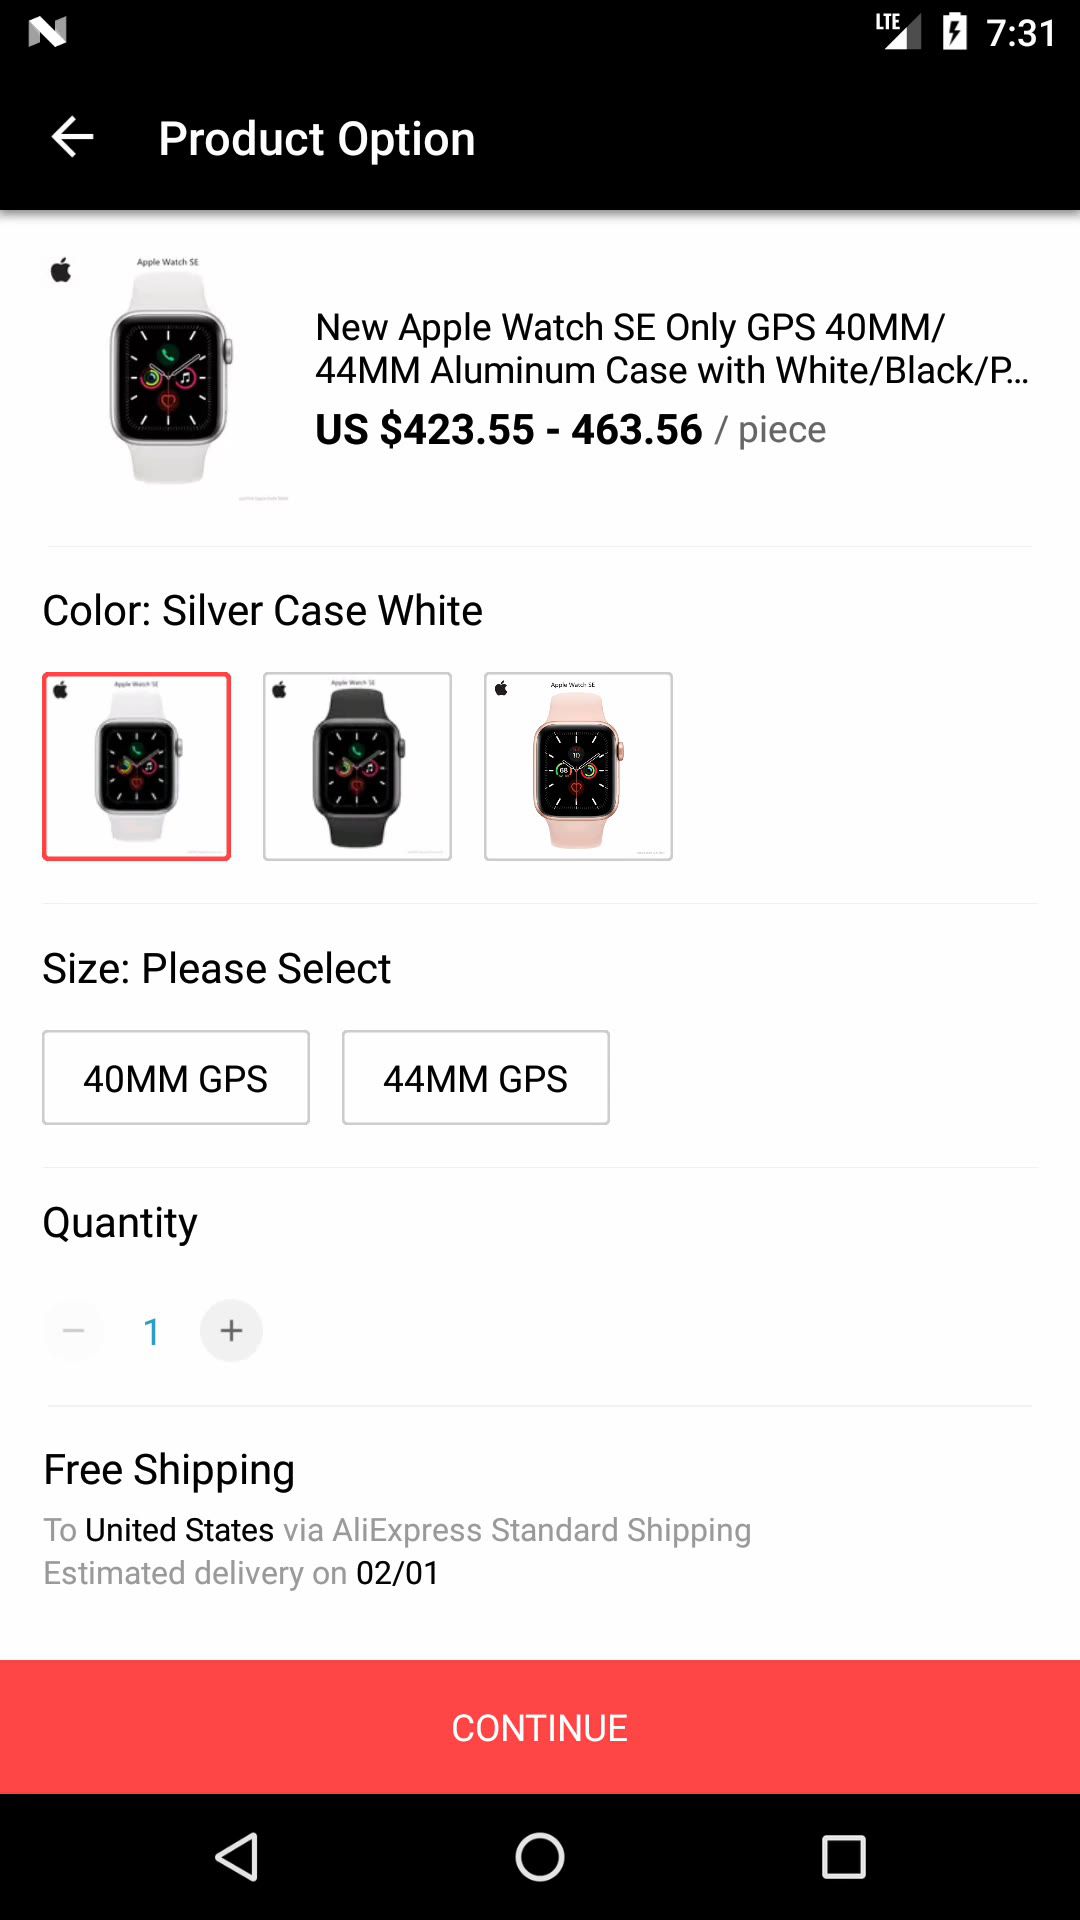 LTE 7:31
Product Option
Apple Watch SE
New Apple Watch SE Only GPS 40MM/
44MM Aluminum Case with White/Black/P...
US $423.55 - 463.56 / piece
Color: Silver Case White
Apple Watch SE
Apple Watch SE
Apple Watch SE
Size: Please Select
40MM GPS
44MM GPS
Quantity
1
Free Shipping
To United States via AliExpress Standard Shipping
Estimated delivery on 02/01
CONTINUE